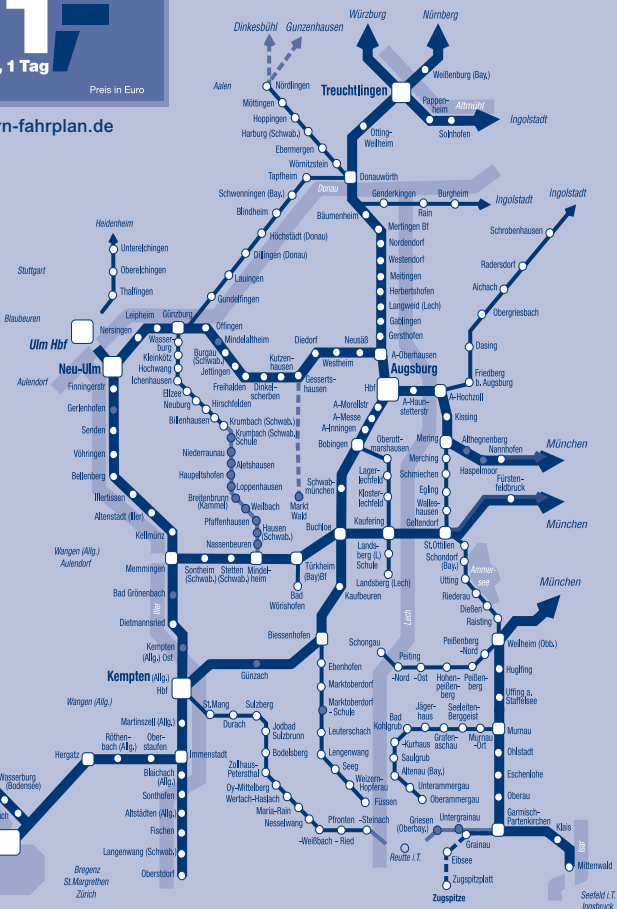 1
, 1 Tag
Preis in Euro
rn-fahrplan.de
Dinkesbühl
Gunzenhausen
Würzburg
Nürnberg
Aalen
Nördlingen
Möttingen
Hoppingen
Harburg (Schwab.)
Ebermergen
Wörnitzstein
Treuchtlingen
Weißenburg (Bay.)
Pappen-
heim
Altmühl
Solnhofen
Ingolstadt
Otting-
Weilheim
Tapfheim
Donauwörth
Donau
Schwenningen (Bay.)
Blindheim
Höchstädt (Donau)
Dillingen (Donau)
Lauingen
Gundelfingen
Genderkingen
Burgheim
Rain
Ingolstadt
Ingolstadt
Bäumenheim
Mertingen Bf
Nordendorf
Westendorf
Meitingen
Herbertshofen
Langweid (Lech)
Gablingen
Gersthofen
A-Oberhausen
Schrobenhausen
Radersdorf
Aichach
Obergriesbach
Dasing
Friedberg
b. Augsburg
Heidenheim
Unterelchingen
Oberelchingen
Thalfingen
Stuttgart
Blaubeuren
Ulm Hbf
Neu-Ulm
Aulendorf
Nersingen
Leipheim
Günzburg
Offingen
Mindelaltheim
Wasser-
burg
Kleinkötz
Hochwang
Ichenhausen
Burgau
(Schwab.)
Jettingen
Freihalden
Dinkel-
scherben
Kutzen-
hausen
Gesserts-
hausen
Diedorf
Westheim
Neusäß
Augsburg
Hbf
A-Haun-
stetterstr
A-Hochzoll
Kissing
Mering
Althegnenberg
Haspelmoor
Nannhofen
München
Fürsten-
feldbruck
München
Merching
Schmiechen
Egling
Walles-
hausen
Geltendorf
Finningerstr
Gerlenhofen
Senden
Vöhringen
Bellenberg
Illertissen
Altenstadt (Iller)
Kellmünz
Memmingen
Ellzee
Neuburg
Billenhausen
Hirschfelden
Krumbach (Schwab.)
Krumbach (Schwab.)
Schule
Niederraunau
Aletshausen
Haupeltshofen
Loppenhausen
Breitenbrunn
(Kammel)
Weilbach
Pfaffenhausen
Hausen
(Schwab.)
Nassenbeuren
Markt
Wald
A-Morellstr
A-Messe
A-Inningen
Bobingen
Oberott-
marshausen
Lager-
lechfeld
Kloster-
lechfeld
Kaufering
Schwab-
münchen
Buchloe
Lands-
berg (L)
Schule
Landsberg (Lech)
Sontheim
(Schwab.)
Stetten
(Schwab.)
Mindel-
heim
Türkheim
(Bay)Bf
Bad
Wörishofen
Kaufbeuren
St.Ottilien
Schondorf
(Bay.)
Utting
Riederau
Dießen
Raisting
Ammer-
see
München
Weilheim (Obb.)
Wangen (Allg.)
Aulendorf
Bad Grönenbach
Dietmannsried
Iller
Lech
Kempten
(Allg.) Ost
Kempten (Allg.)
Hbf
Günzach
Biessenhofen
Ebenhofen
Marktoberdorf
Marktoberdorf
- Schule
Leuterschach
Lengenwang
Seeg
Weizern-
Hopferau
Füssen
Schongau
Peiting
-Nord
-Ost
Hohen-
peißen-
berg
Peißen-
berg
Peißenberg
-Nord
Huglfing
Uffing a.
Staffelsee
Murnau
Ohlstadt
Eschenlohe
Oberau
Garmisch-
Partenkirchen
Klais
Isar
Mittenwald
Seefeld i.T.
Innsbruck
Bad
Kohlgrub
-Kurhaus
Jäger-
haus
Grafen-
aschau
Seeleiten-
Berggeist
Murnau
-Ort
Saulgrub
Altenau (Bay.)
Unterammergau
Oberammergau
Griesen
(Oberbay.)
Untergrainau
Grainau
Eibsee
Zugspitzplatt
Zugspitze
Reutte i.T.
Wangen (Allg.)
Martinszell (Allg.)
Immenstadt
Hergatz
Röthen-
bach (Allg.)
Ober-
staufen
Blaichach
(Allg.)
Sonthofen
Altstädten (Allg.)
Fischen
Langenwang (Schwab.)
Oberstdorf
St.Mang
Durach
Sulzberg
Jodbad
Sulzbrunn
Bodelsberg
Zollhaus-
Petersthal
Oy-Mittelberg
Wertach-Haslach
Maria-Rain
Nesselwang
Pfronten
-Weißbach
- Ried
-Steinach
Wasserburg
(Bodensee)
ach
Bregenz
St.Margrethen
Zürich